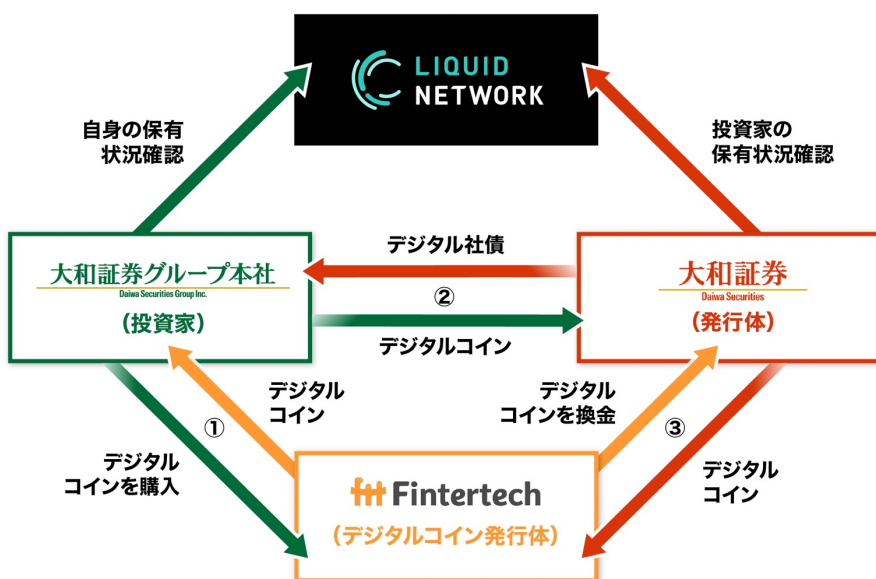 LIQUID
NETWORK
自身の保有
状況確認
投資家の
保有状況確認
大和証券グループ本社
Daiwa Securities Group Inc.
(投資家)
デジタル社債
②
デジタルコイン
大和証券
Daiwa Securities
(発行体)
デジタル
コイン
①
デジタル
コインを購入
デジタル
コインを換金
③
デジタル
コイン
Fintertech
(デジタルコイン発行体)